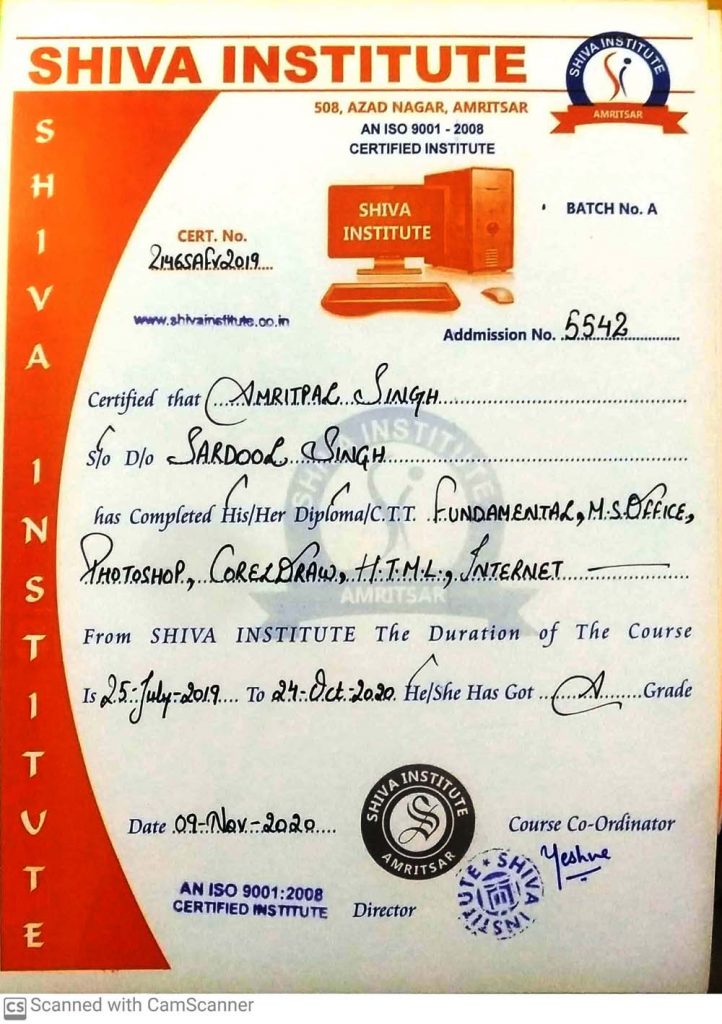 SHIVA INSTITUTE
SHIVA INSTITUTE
AMRITSAR
508, AZAD NAGAR, AMRITSAR
AN ISO 9001 - 2008
CERTIFIED INSTITUTE
SHIVA INSTITUTE
SHIVA
INSTITUTE
BATCH No. A
CERT. No.
2146SAFV2019
www.shivainstitute.co.in
Addmission No. 5542
Certified that AMRITPAL SINGH
S/o D/o SARDOOL SINGH
has Completed His/Her Diploma/C.T.T. FUNDAMENTAL, M.S.OFFICE,
PHOTOSHOP, CORELDRAW, H.T.M.L., INTERNET
SHIVA INSTITUTE
AMRITSAR
From SHIVA INSTITUTE The Duration of The Course
Is 25-July-2019 To 24-Oct-2020 He/She Has Got A Grade
SHIVA INSTITUTE
AMRITSAR
Date 09-Nov-2020
Course Co-Ordinator
SHIVA INSTITUTE
AN ISO 9001:2008
CERTIFIED INSTITUTE
Director
CS Scanned with CamScanner